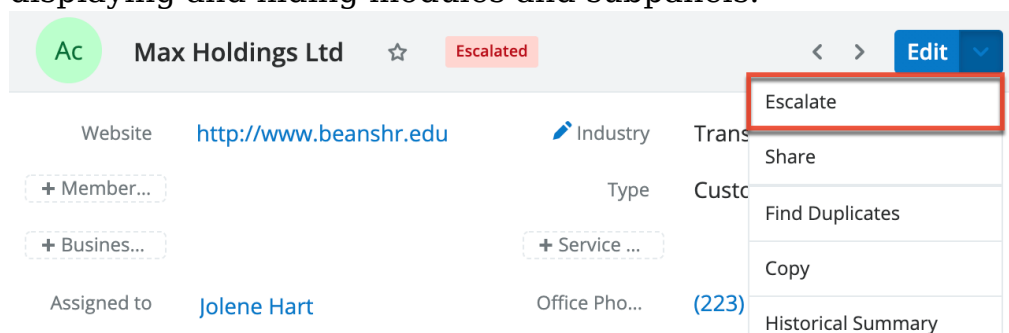 displaying and hiding modules and subpanels.
Ac Max Holdings Ltd Escalated Edit
Escalate
Website http://www.beanshr.edu Industry Trans
Share
+ Member... Type Custo
Find Duplicates
+ Busines... + Service ...
Copy
Assigned to Jolene Hart Office Pho... (223)
Historical Summary